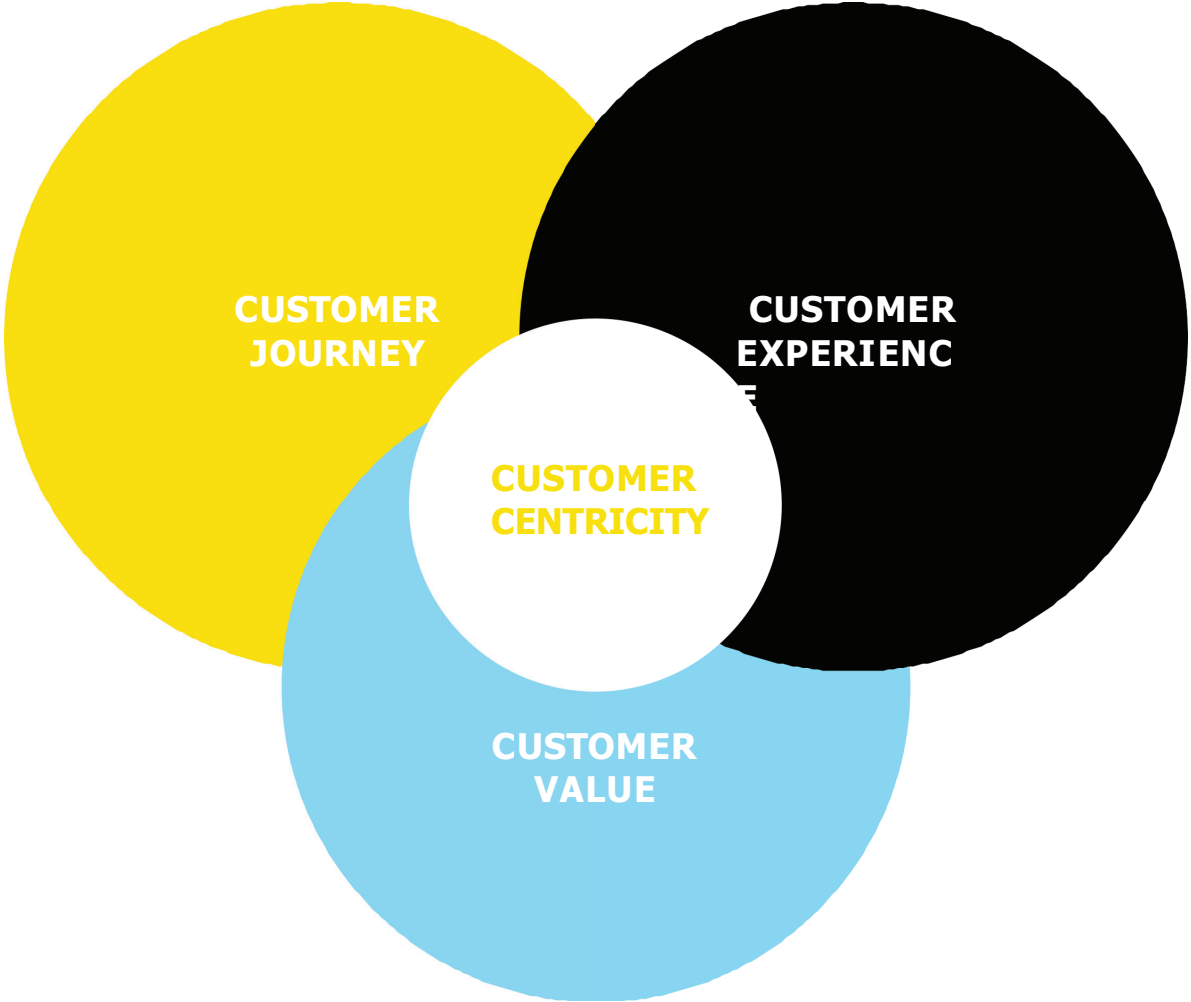 CUSTOMER
JOURNEY
CUSTOMER
EXPERIENC
E
CUSTOMER
CENTRICITY
CUSTOMER
VALUE